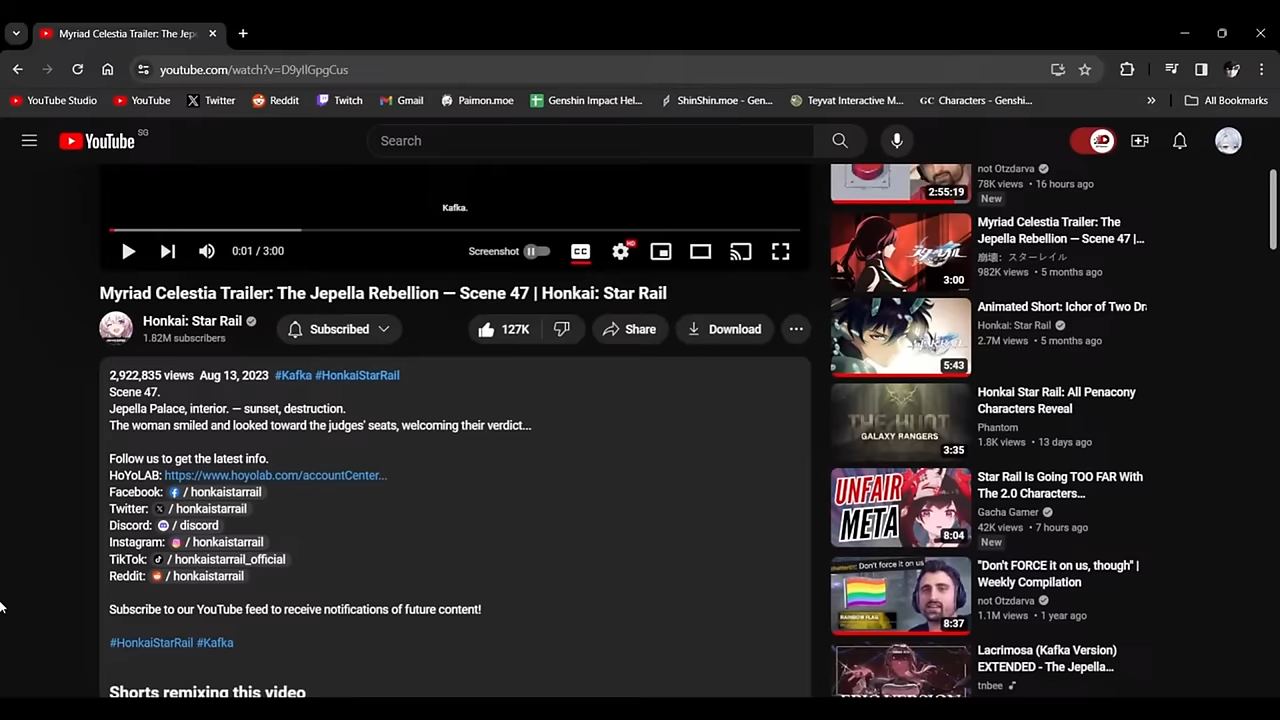 Myriad Celestia Trailer: The Jep
youtube.com/watch?v=D9yIlGpgCus
YouTube Studio
YouTube
Twitter
Reddit
Twitch
Gmail
Paimon.moe
Genshin Impact Hel...
ShinShin.moe - Gen...
Teyvat Interactive M...
GC Characters - Genshi...
All Bookmarks
YouTube SG
Search
Kafka.
0:01 / 3:00
Screenshot
CC
HD
Myriad Celestia Trailer: The Jepella Rebellion — Scene 47 | Honkai: Star Rail
Honkai: Star Rail
1.82M subscribers
Subscribed
127K
Share
Download
2,922,835 views Aug 13, 2023 #Kafka #HonkaiStarRail
Scene 47.
Jepella Palace, interior. — sunset, destruction.
The woman smiled and looked toward the judges' seats, welcoming their verdict...
Follow us to get the latest info.
HoYoLAB: https://www.hoyolab.com/accountCenter...
Facebook: / honkaistarrail
Twitter: / honkaistarrail
Discord: / discord
Instagram: / honkaistarrail
TikTok: / honkaistarrail_official
Reddit: / honkaistarrail
Subscribe to our YouTube feed to receive notifications of future content!
#HonkaiStarRail #Kafka
Shorts remixing this video
2:55:19
not Otzdarva
78K views • 16 hours ago
New
3:00
Myriad Celestia Trailer: The
Jepella Rebellion — Scene 47 |...
崩壊：スターレイル
982K views • 5 months ago
5:43
Animated Short: Ichor of Two Dr
Honkai: Star Rail
2.7M views • 5 months ago
THE HUNT
GALAXY RANGERS
3:35
Honkai Star Rail: All Penacony
Characters Reveal
Phantom
1.8K views • 13 days ago
UNFAIR
META
8:04
Star Rail Is Going TOO FAR With
The 2.0 Characters...
Gacha Gamer
42K views • 7 hours ago
New
Don't force it on us
RAINBOW FLAG
8:37
"Don't FORCE it on us, though" |
Weekly Compilation
not Otzdarva
1.1M views • 1 year ago
Lacrimosa (Kafka Version)
EXTENDED - The Jepella...
tnbee